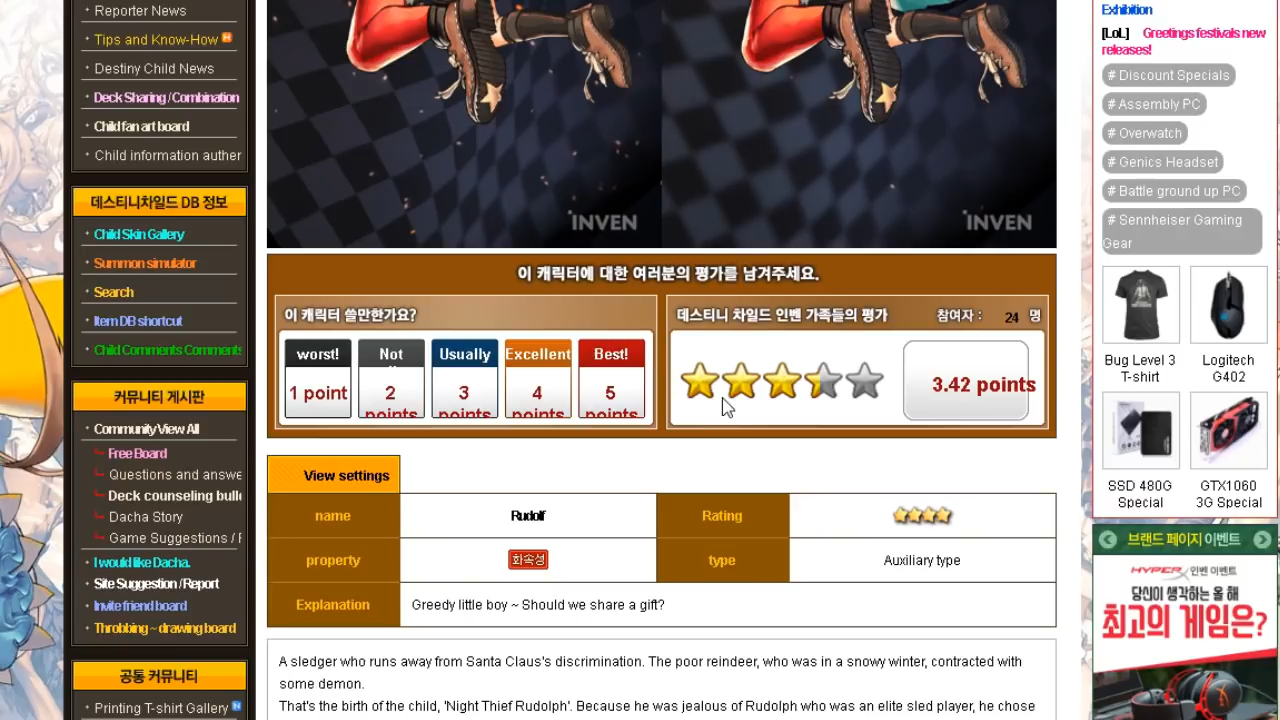 Reporter News
Tips and Know-How
Destiny Child News
Deck Sharing / Combination
Child fan art board
Child information auther
데스티니차일드 DB 정보
Child Skin Gallery
Summon simulator
Search
Item DB shortcut
Child Comments Comments
커뮤니티 게시판
Community View All
Free Board
Questions and answe
Deck counseling bull
Dacha Story
Game Suggestions / F
I would like Dacha.
Site Suggestion / Report
Invite friend board
Throbbing ~ drawing board
공통 커뮤니티
Printing T-shirt Gallery
INVEN
INVEN
이 캐릭터에 대한 여러분의 평가를 남겨주세요.
이 캐릭터 쓸만한가요?
worst!
1 point
Not
2 points
Usually
3 points
Excellent
4 points
Best!
5 points
데스티니 차일드 인벤 가족들의 평가
참여자 : 24 명
3.42 points
View settings
name
Rudolf
Rating
property
화속성
type
Auxiliary type
Explanation
Greedy little boy ~ Should we share a gift?
A sledger who runs away from Santa Claus's discrimination. The poor reindeer, who was in a snowy winter, contracted with
some demon.
That's the birth of the child, 'Night Thief Rudolph'. Because he was jealous of Rudolph who was an elite sled player, he chose
Exhibition
[LoL] Greetings festivals new
releases!
# Discount Specials
# Assembly PC
# Overwatch
# Genics Headset
# Battle ground up PC
# Sennheiser Gaming
Gear
Bug Level 3
T-shirt
Logitech
G402
SSD 480G
Special
GTX1060
3G Special
브랜드 페이지 이벤트
HYPERX 인벤 이벤트
당신이 생각하는 올 해
최고의 게임은?